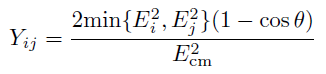 Y_{ij} = \frac{2\min\{E_i^2, E_j^2\}(1 - \cos\theta)}{E_{\mathrm{cm}}^2}